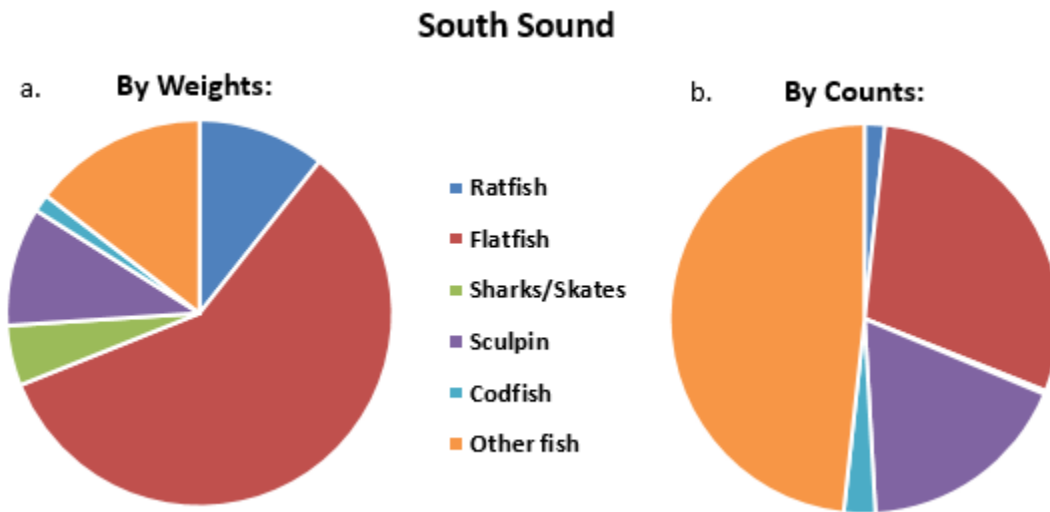 South Sound
a. By Weights:
b. By Counts:
Ratfish
Flatfish
Sharks/Skates
Sculpin
Codfish
Other fish